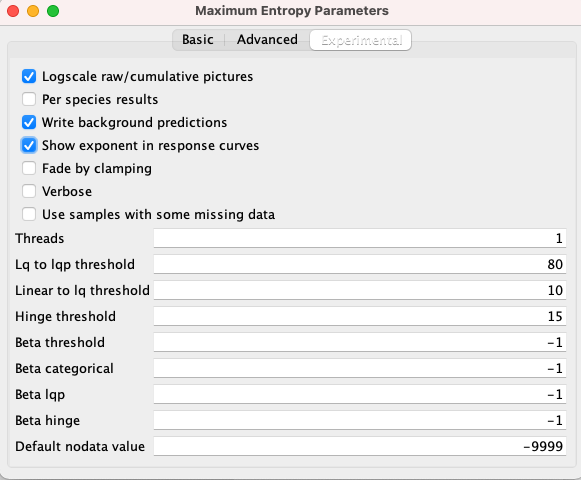 Maximum Entropy Parameters
Basic Advanced Experimental
Logscale raw/cumulative pictures
Per species results
Write background predictions
Show exponent in response curves
Fade by clamping
Verbose
Use samples with some missing data
Threads 1
Lq to lqp threshold 80
Linear to lq threshold 10
Hinge threshold 15
Beta threshold -1
Beta categorical -1
Beta lqp -1
Beta hinge -1
Default nodata value -9999